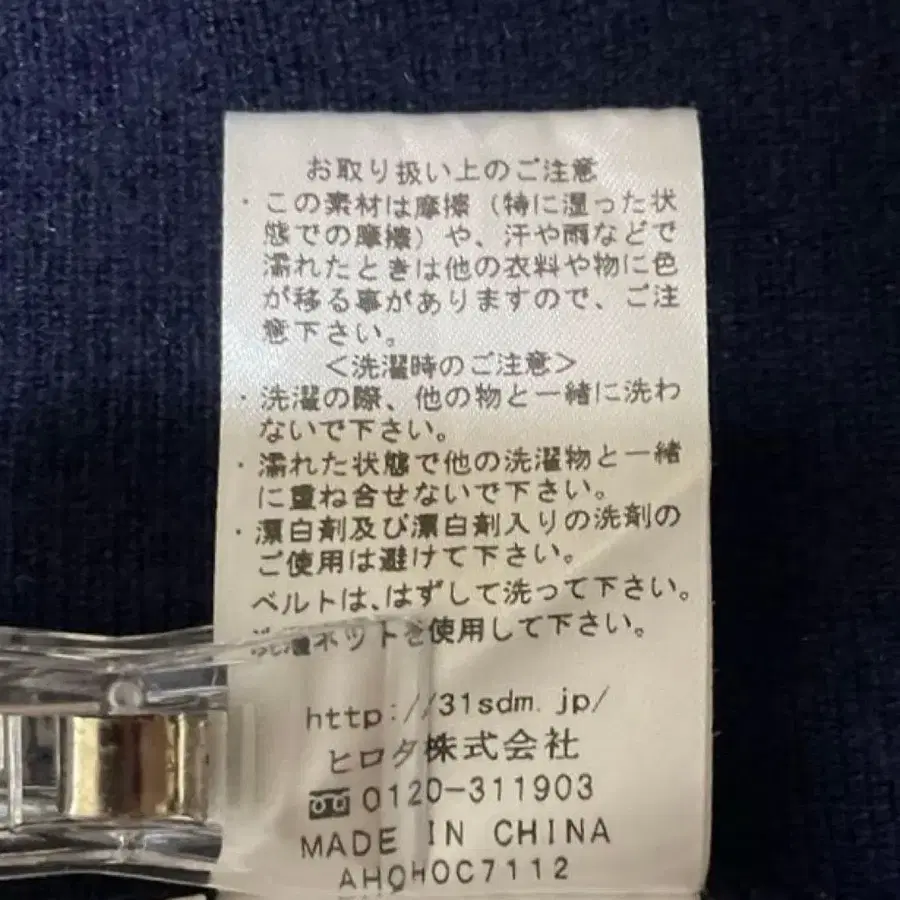 お取り扱い上のご注意
・この素材は摩擦（特に湿った状
態での摩擦）や、汗や雨などで
濡れたときは他の衣料や物に色
が移る事がありますので、ご注
意下さい。
＜洗濯時のご注意＞
・洗濯の際、他の物と一緒に洗わ
ないで下さい。
・濡れた状態で他の洗濯物と一緒
に重ね合せないで下さい。
・漂白剤及び漂白剤入りの洗剤の
ご使用は避けて下さい。
ベルトは、はずして洗って下さい。
洗濯ネットを使用して下さい。
http://31sdm.jp/
ヒロタ株式会社
0120-311903
MADE IN CHINA
AHOHOC7112